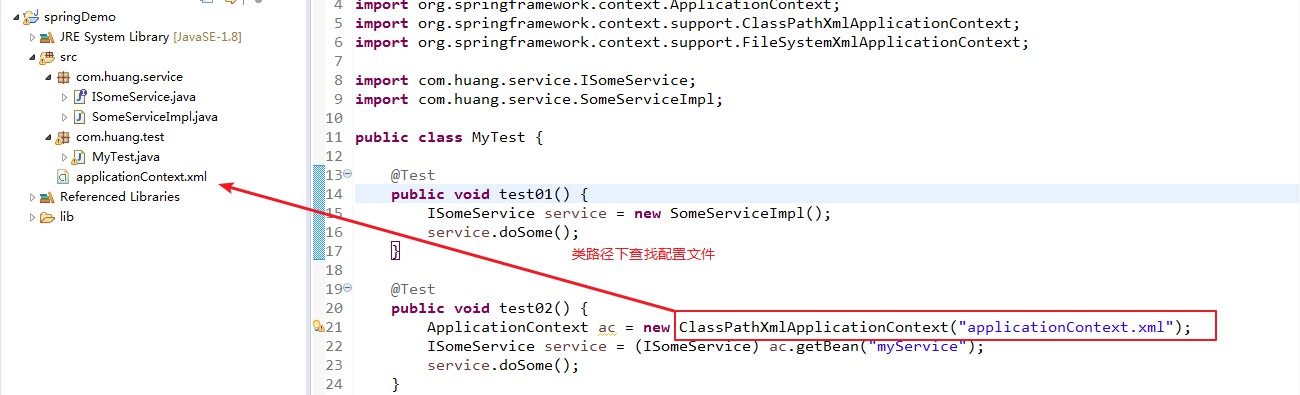 springDemo
JRE System Library [JavaSE-1.8]
src
com.huang.service
ISomeService.java
SomeServiceImpl.java
com.huang.test
MyTest.java
applicationContext.xml
Referenced Libraries
lib
4 import org.springframework.context.ApplicationContext;
5 import org.springframework.context.support.ClassPathXmlApplicationContext;
6 import org.springframework.context.support.FileSystemXmlApplicationContext;
7
8 import com.huang.service.ISomeService;
9 import com.huang.service.SomeServiceImpl;
10
11 public class MyTest {
12
13 @Test
14 public void test01() {
15 ISomeService service = new SomeServiceImpl();
16 service.doSome();
17 }
类路径下查找配置文件
18
19 @Test
20 public void test02() {
21 ApplicationContext ac = new ClassPathXmlApplicationContext("applicationContext.xml");
22 ISomeService service = (ISomeService) ac.getBean("myService");
23 service.doSome();
24 }